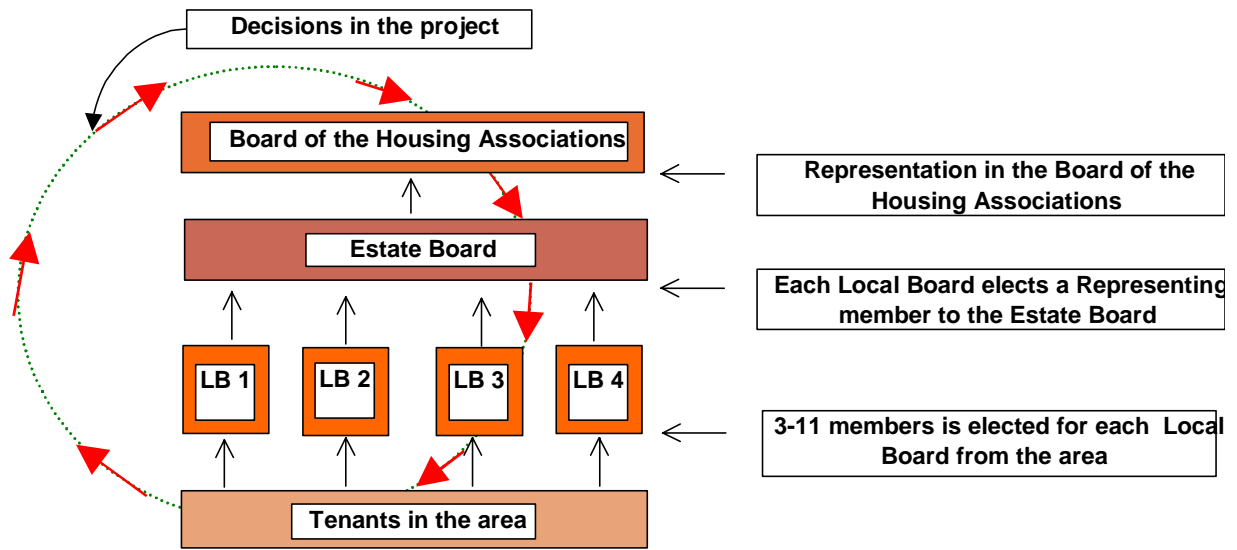 Decisions in the project
Board of the Housing Associations
Representation in the Board of the
Housing Associations
Estate Board
Each Local Board elects a Representing
member to the Estate Board
LB 1
LB 2
LB 3
LB 4
3-11 members is elected for each Local
Board from the area
Tenants in the area